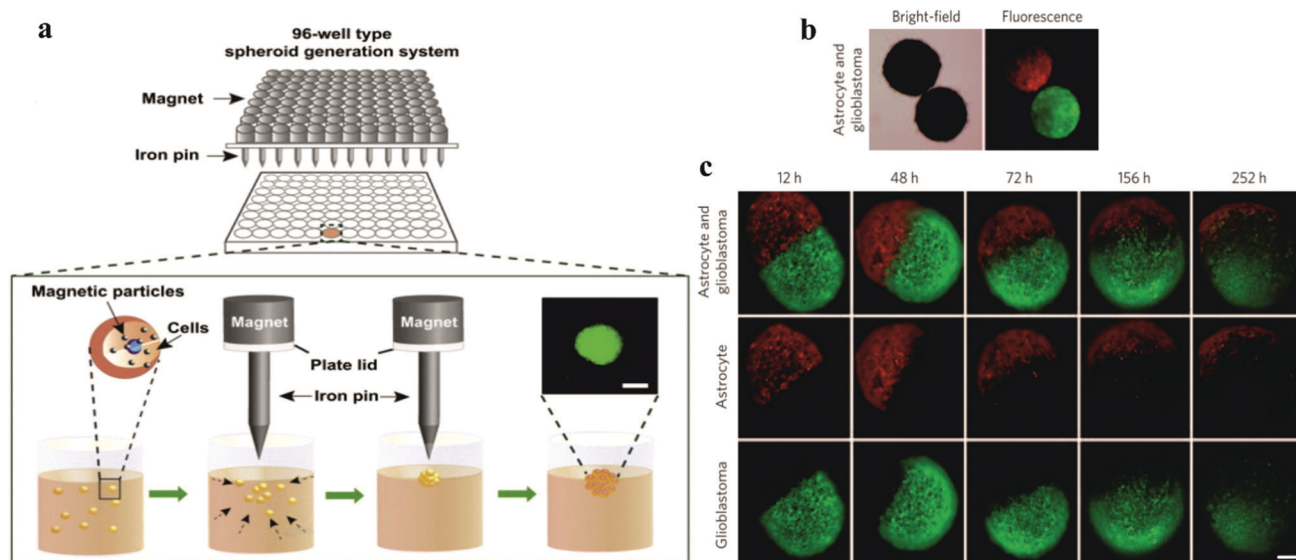 a
96-well type
spheroid generation system
Magnet
Iron pin
Magnetic particles
Cells
Magnet
Magnet
Plate lid
Iron pin
b
Bright-field
Fluorescence
Astrocyte and
glioblastoma
c
12 h
48 h
72 h
156 h
252 h
Astrocyte and
glioblastoma
Astrocyte
Glioblastoma